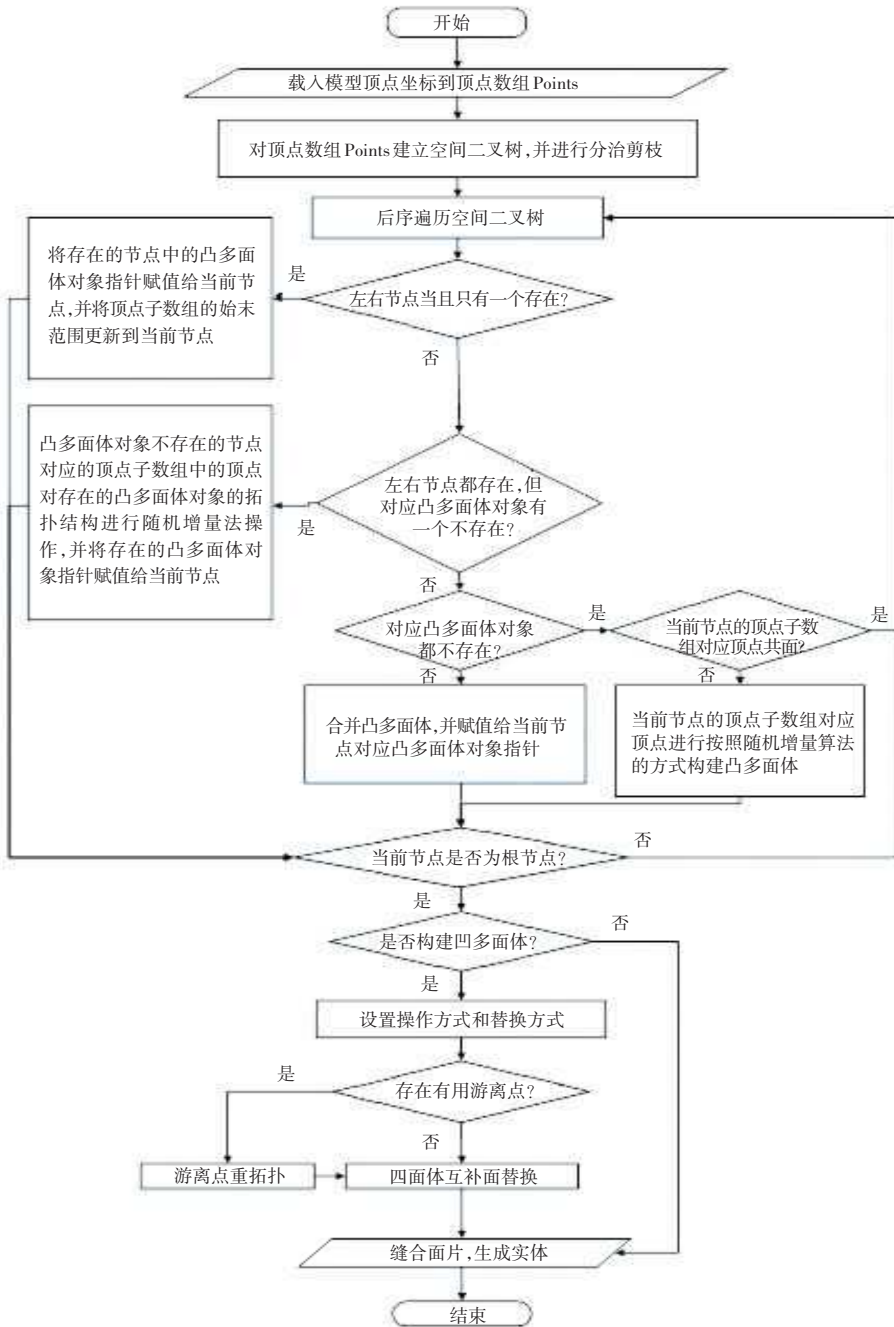 开始
载入模型顶点坐标到顶点数组Points
对顶点数组Points建立空间二叉树,并进行分治剪枝
后序遍历空间二叉树
将存在的节点中的凸多面
体对象指针赋值给当前节
点,并将顶点子数组的始末
范围更新到当前节点
是
左右节点当且只有一个存在?
否
凸多面体对象不存在的节点
对应的顶点子数组中的顶点
对存在的凸多面体对象的拓
扑结构进行随机增量法操
作,并将存在的凸多面体对
象指针赋值给当前节点
是
左右节点都存在,但
对应凸多面体对象有
一个不存在?
否
对应凸多面体对象
都不存在?
是
当前节点的顶点子数
组对应顶点共面?
是
否
否
合并凸多面体,并赋值给当前节
点对应凸多面体对象指针
当前节点的顶点子数组对应
顶点进行按照随机增量算法
的方式构建凸多面体
当前节点是否为根节点?
否
是
是否构建凹多面体?
否
是
设置操作方式和替换方式
存在有用游离点?
是
否
游离点重拓扑
四面体互补面替换
缝合面片,生成实体
结束